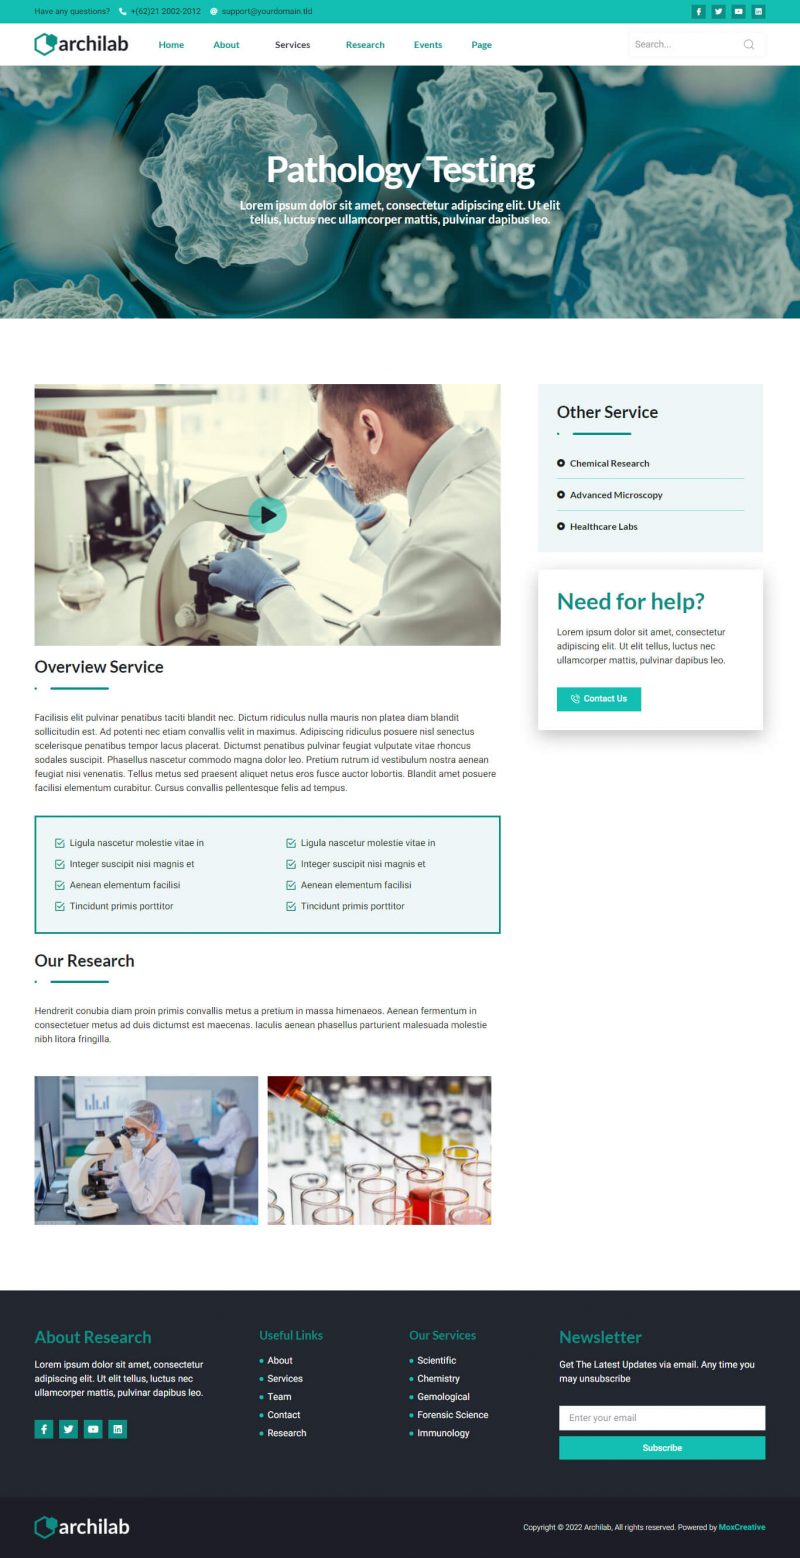 Have any questions? +(62)21 2002-2012 support@yourdomain.tld
archilab Home About Services Research Events Page Search...
Pathology Testing
Lorem ipsum dolor sit amet, consectetur adipiscing elit. Ut elit
tellus, luctus nec ullamcorper mattis, pulvinar dapibus leo.
Overview Service
Facilisis elit pulvinar penatibus taciti blandit nec. Dictum ridiculus nulla mauris non platea diam blandit
sollicitudin est. Ad potenti nec etiam convallis velit in maximus. Adipiscing ridiculus posuere nisl senectus
scelerisque penatibus tempor lacus placerat. Dictumst penatibus pulvinar feugiat vulputate vitae rhoncus
sodales suscipit. Phasellus nascetur commodo magna dolor leo. Pretium rutrum id vestibulum nostra aenean
feugiat nisi venenatis. Tellus metus sed praesent aliquet netus eros fusce auctor lobortis. Blandit amet posuere
facilisi elementum curabitur. Cursus convallis pellentesque felis ad tempus.
Ligula nascetur molestie vitae in
Integer suscipit nisi magnis et
Aenean elementum facilisi
Tincidunt primis porttitor
Ligula nascetur molestie vitae in
Integer suscipit nisi magnis et
Aenean elementum facilisi
Tincidunt primis porttitor
Our Research
Hendrerit conubia diam proin primis convallis metus a pretium in massa himenaeos. Aenean fermentum in
consectetuer metus ad duis dictumst est maecenas. Iaculis aenean phasellus parturient malesuada molestie
nibh litora fringilla.
Other Service
Chemical Research
Advanced Microscopy
Healthcare Labs
Need for help?
Lorem ipsum dolor sit amet, consectetur
adipiscing elit. Ut elit tellus, luctus nec
ullamcorper mattis, pulvinar dapibus leo.
Contact Us
About Research
Lorem ipsum dolor sit amet, consectetur
adipiscing elit. Ut elit tellus, luctus nec
ullamcorper mattis, pulvinar dapibus leo.
Useful Links
About
Services
Team
Contact
Research
Our Services
Scientific
Chemistry
Gemological
Forensic Science
Immunology
Newsletter
Get The Latest Updates via email. Any time you
may unsubscribe
Enter your email
Subscribe
archilab
Copyright © 2022 Archilab, All rights reserved. Powered by MoxCreative